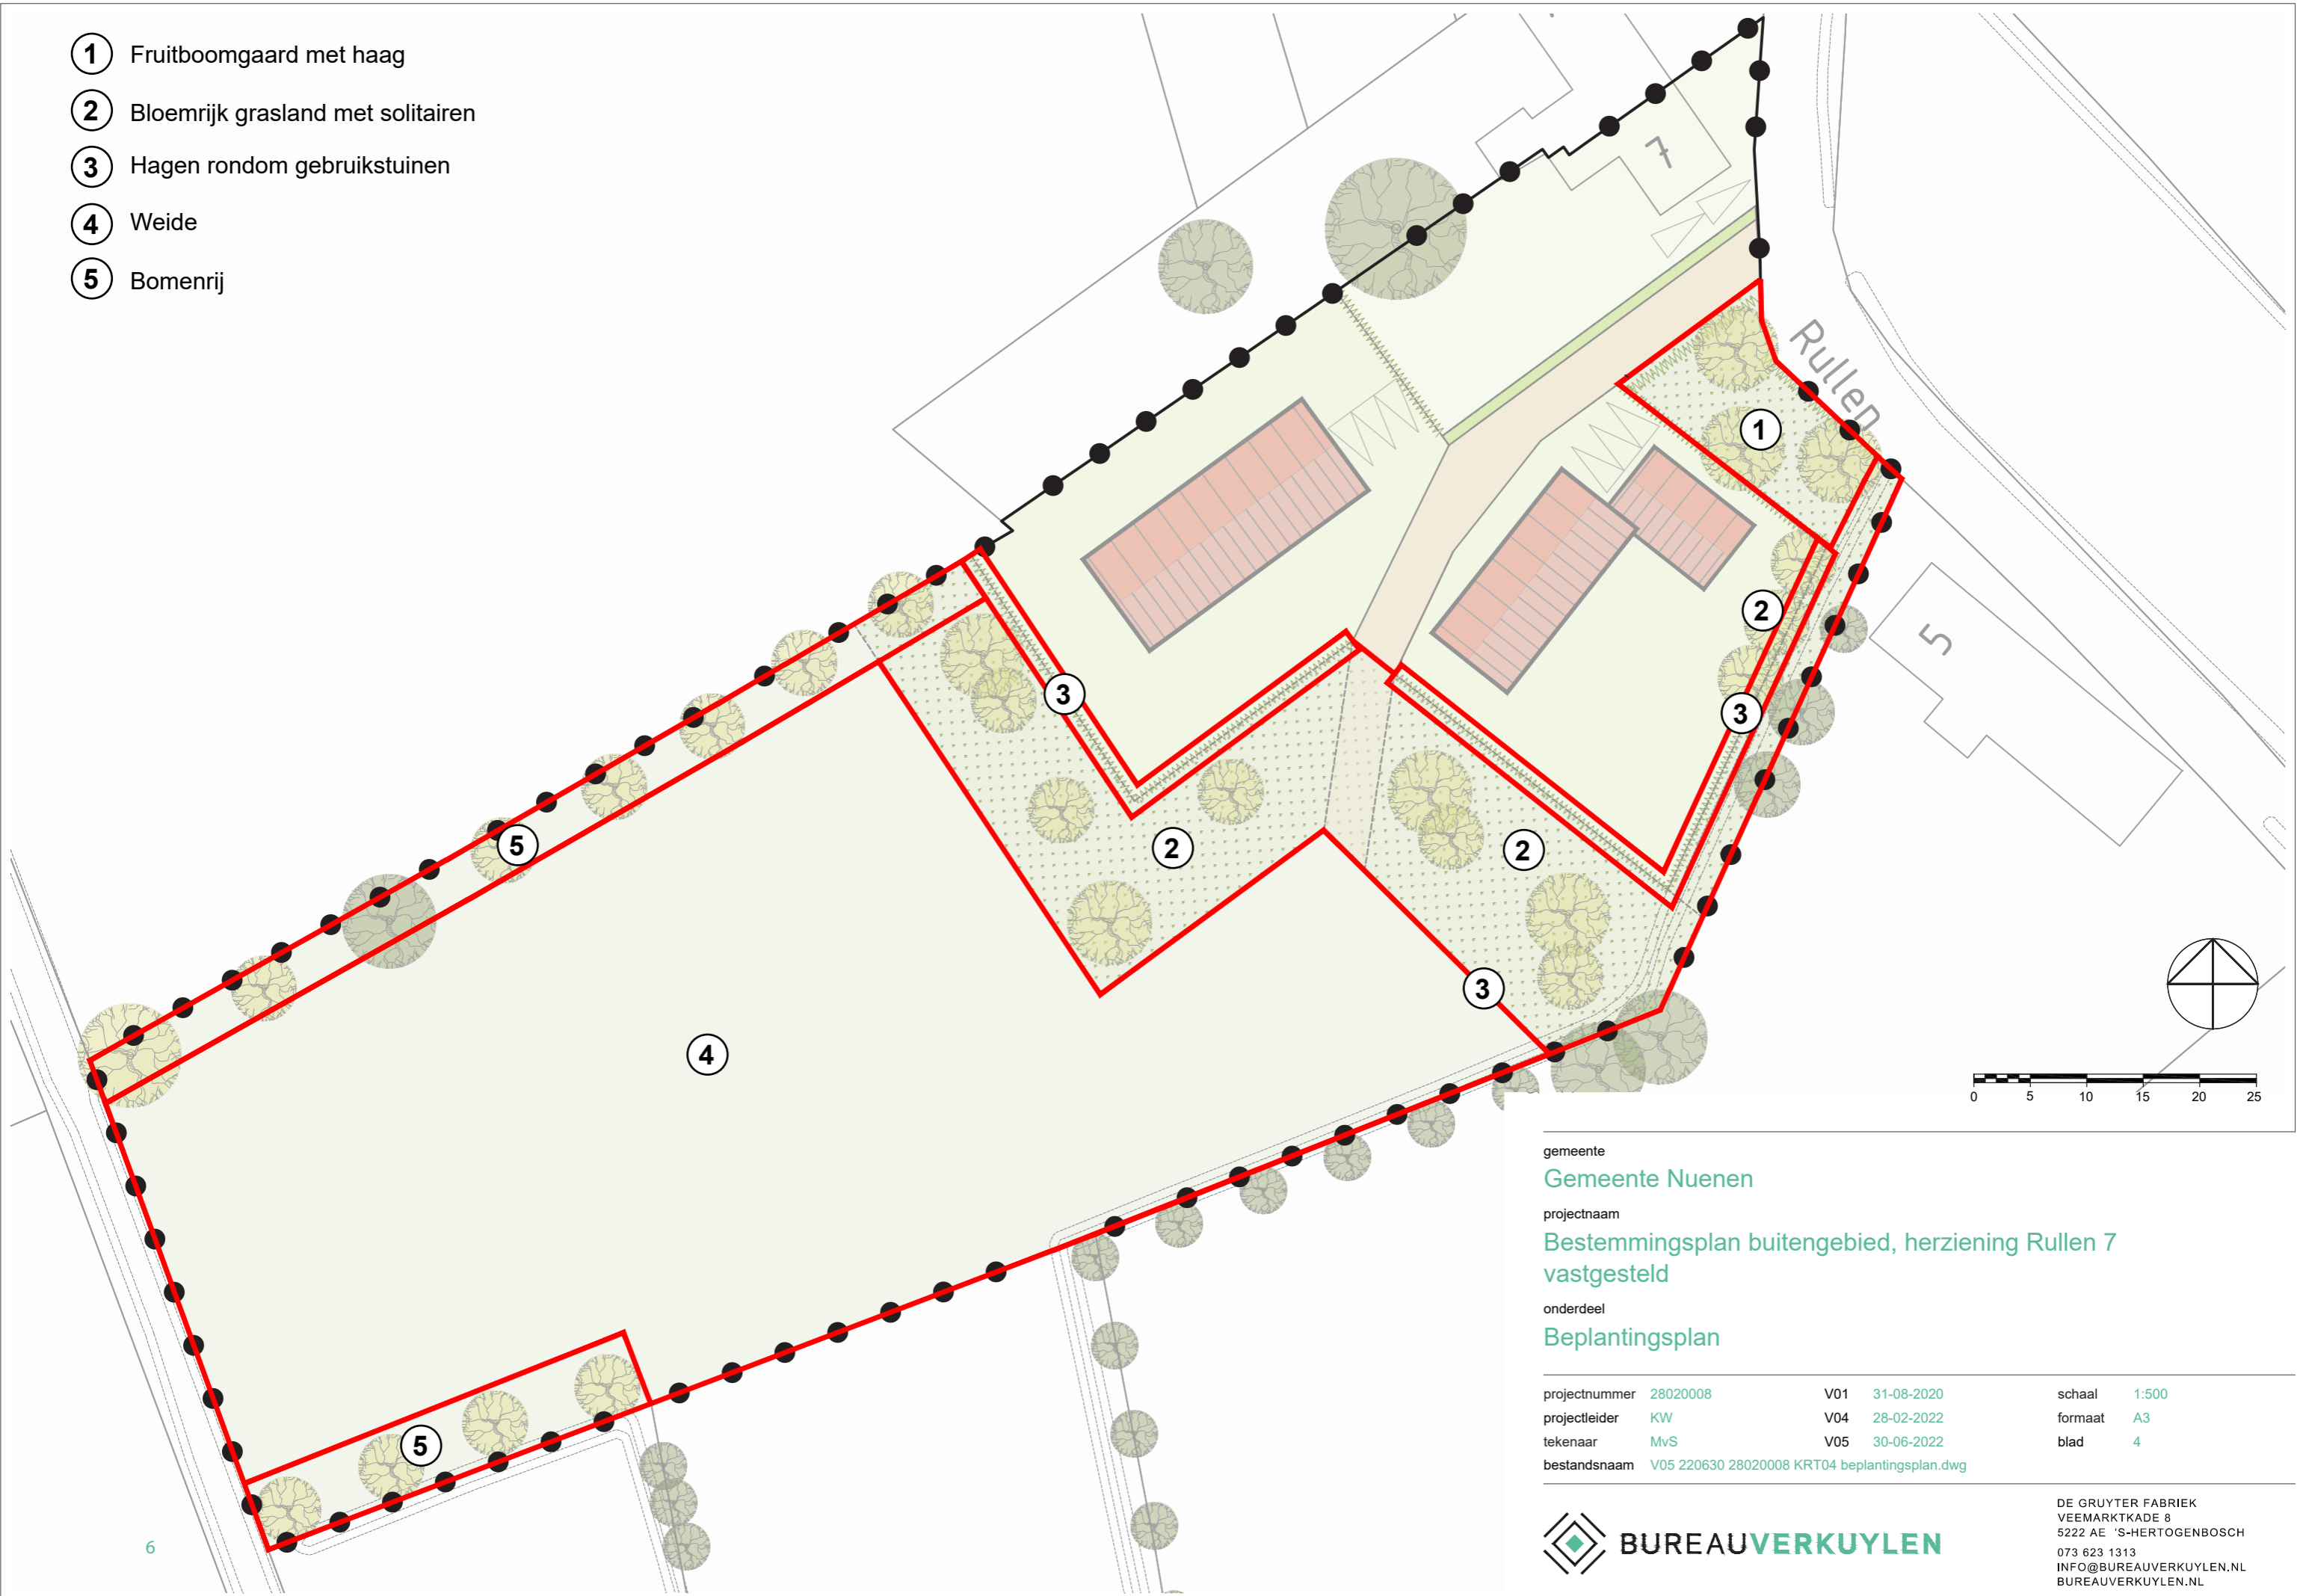 1 Fruitboomgaard met haag
2 Bloemrijk grasland met solitairen
3 Hagen rondom gebruikstuinen
4 Weide
5 Bomenrij
7
Rullen
1
2
5
3
3
2
2
5
3
4
5
0 5 10 15 20 25
gemeente
Gemeente Nuenen
projectnaam
Bestemmingsplan buitengebied, herziening Rullen 7
vastgesteld
onderdeel
Beplantingsplan
projectnummer 28020008 V01 31-08-2020 schaal 1:500
projectleider KW V04 28-02-2022 formaat A3
tekenaar MvS V05 30-06-2022 blad 4
bestandsnaam V05 220630 28020008 KRT04 beplantingsplan.dwg
BUREAUVERKUYLEN
DE GRUYTER FABRIEK
VEEMARKTKADE 8
5222 AE 'S-HERTOGENBOSCH
073 623 1313
INFO@BUREAUVERKUYLEN.NL
BUREAUVERKUYLEN.NL
6